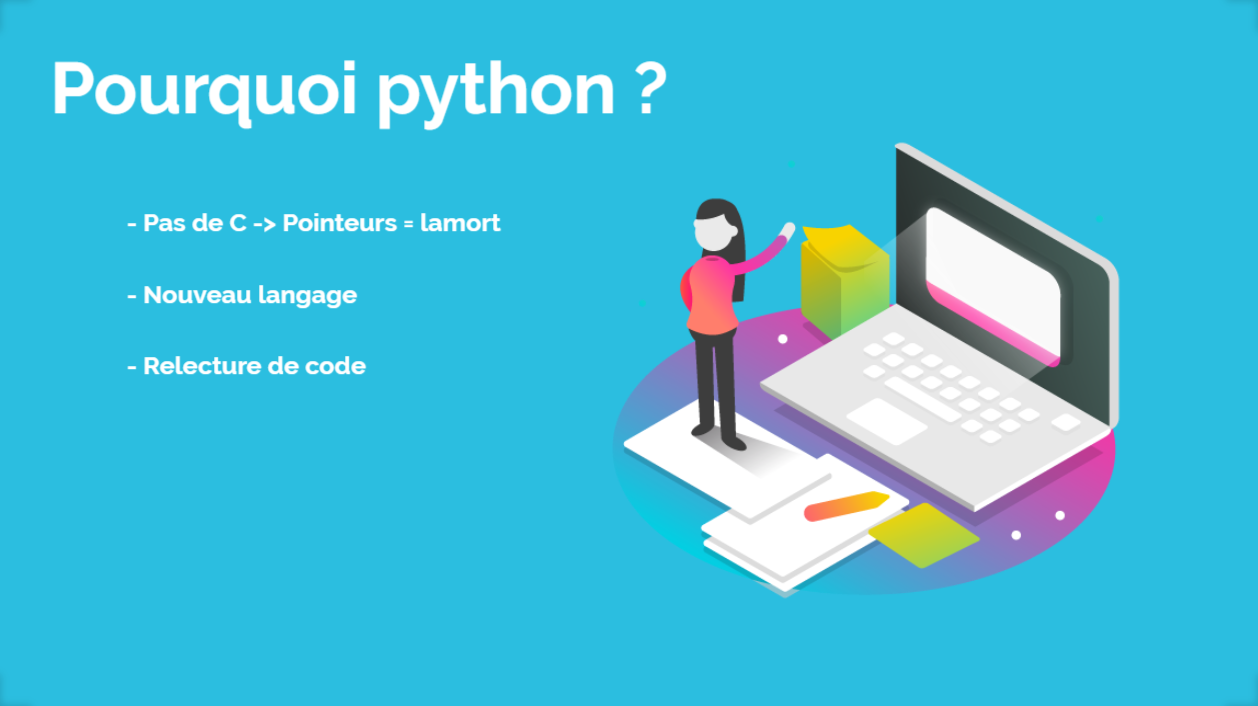 Pourquoi python ?
- Pas de C -> Pointeurs = lamort
- Nouveau langage
- Relecture de code